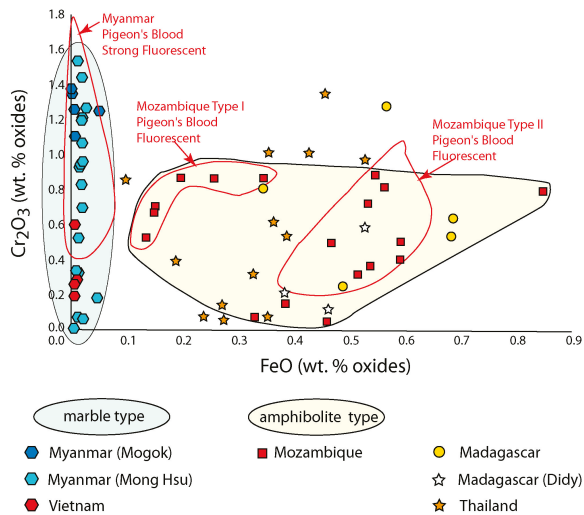 1.8
1.6
1.4
1.2
1.0
0.8
0.6
0.4
0.2
0.0
Cr2O3 (wt. % oxides)
Myanmar
Pigeon's Blood
Strong Fluorescent
Mozambique Type I
Pigeon's Blood
Fluorescent
Mozambique Type II
Pigeon's Blood
Fluorescent
0.0 0.1 0.2 0.3 0.4 0.5 0.6 0.7 0.8 0.9
FeO (wt. % oxides)
marble type
amphibolite type
Myanmar (Mogok)
Mozambique
Madagascar
Myanmar (Mong Hsu)
Madagascar (Didy)
Vietnam
Thailand